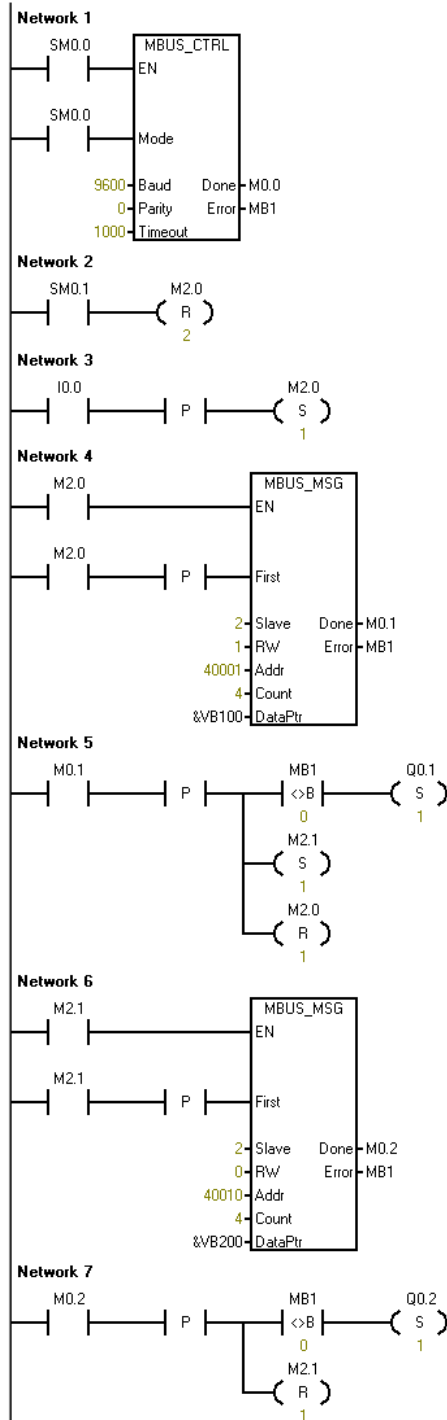 Network 1
SM0.0 MBUS_CTRL
EN
SM0.0
Mode
9600 Baud Done M0.0
0 Parity Error MB1
1000 Timeout
Network 2
SM0.1 M2.0
R
2
Network 3
I0.0 M2.0
P S
1
Network 4
M2.0 MBUS_MSG
EN
M2.0
P First
2 Slave Done M0.1
1 RW Error MB1
40001 Addr
4 Count
&VB100 DataPtr
Network 5
M0.1 MB1 Q0.1
P <>B S
0 1
M2.1
S
1
M2.0
R
1
Network 6
M2.1 MBUS_MSG
EN
M2.1
P First
2 Slave Done M0.2
0 RW Error MB1
40010 Addr
4 Count
&VB200 DataPtr
Network 7
M0.2 MB1 Q0.2
P <>B S
0 1
M2.1
R
1